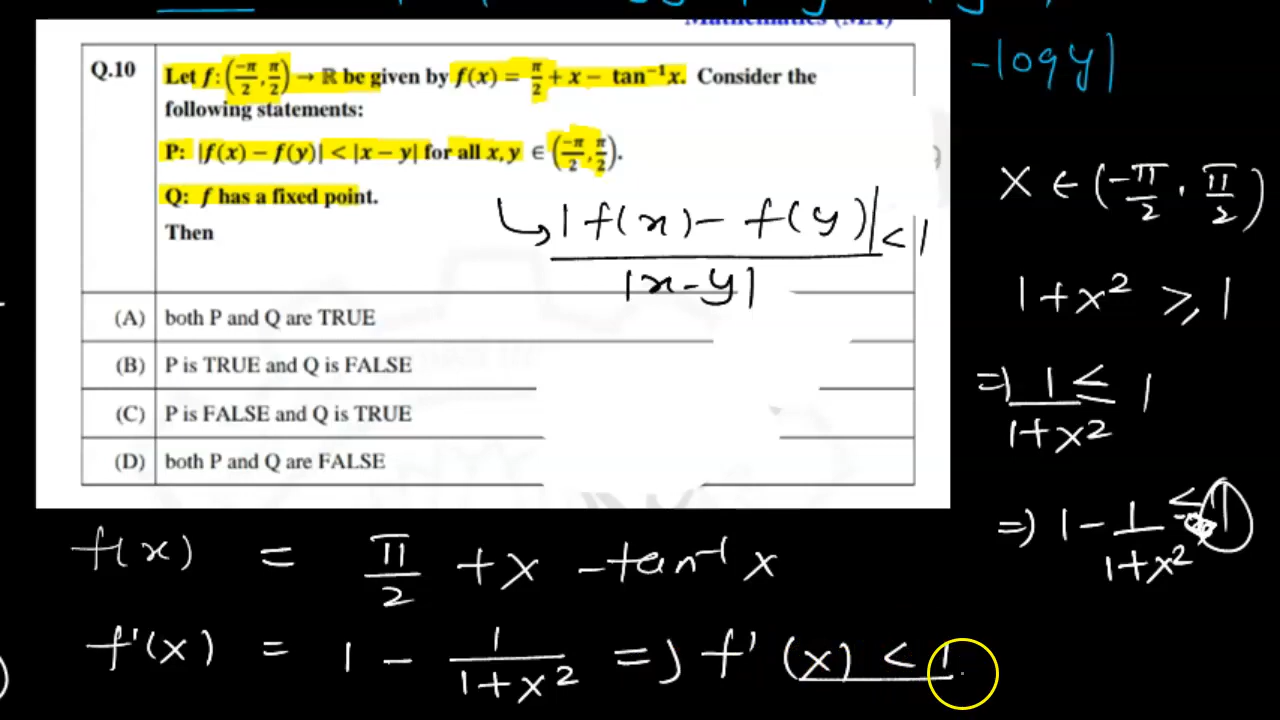 Mathematics (MA)
-log y|
Q.10 Let f: (-π/2, π/2) → ℝ be given by f(x) = π/2 + x − tan⁻¹x. Consider the
following statements:
P: |f(x) − f(y)| < |x − y| for all x, y ∈ (-π/2, π/2).
Q: f has a fixed point.
Then
|f(x) - f(y)| / |x-y| < 1
(A) both P and Q are TRUE
(B) P is TRUE and Q is FALSE
(C) P is FALSE and Q is TRUE
(D) both P and Q are FALSE
x ∈ (-π/2, π/2)
1+x² ≥ 1
⇒ 1/(1+x²) ≤ 1
⇒ 1 - 1/(1+x²) ≤ 1
f(x) = π/2 + x - tan⁻¹ x
f'(x) = 1 - 1/(1+x²) ⇒ f'(x) < 1